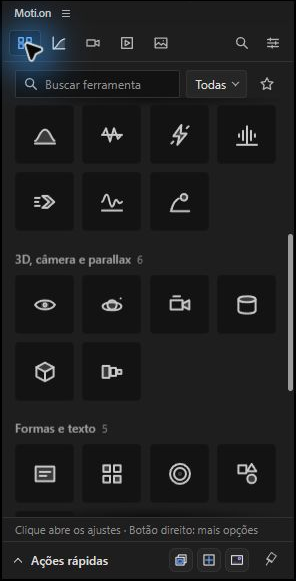 Moti.on
Buscar ferramenta
Todas
3D, câmera e parallax 6
Formas e texto 5
Clique abre os ajustes · Botão direito: mais opções
Ações rápidas